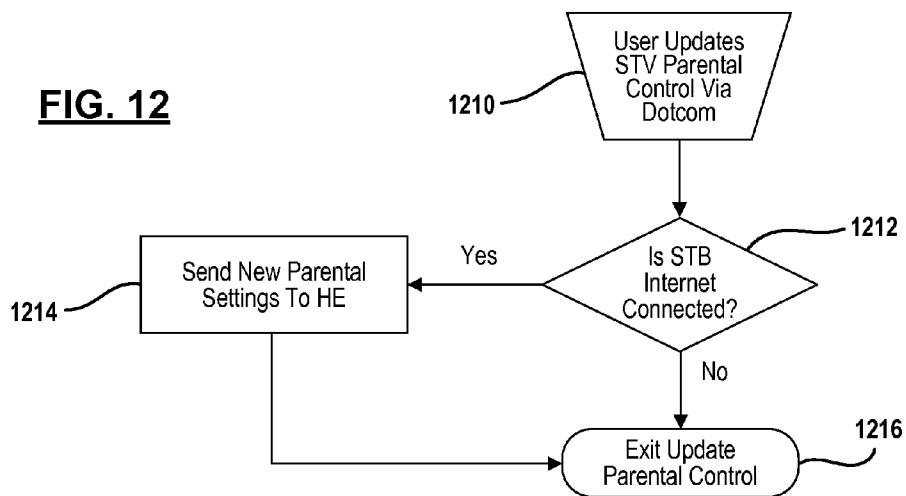 User Updates
STV Parental
Control Via
Dotcom
1210
FIG. 12
1212
Is STB
Internet
Connected?
Yes
Send New Parental
Settings To HE
1214
No
Exit Update
Parental Control
1216